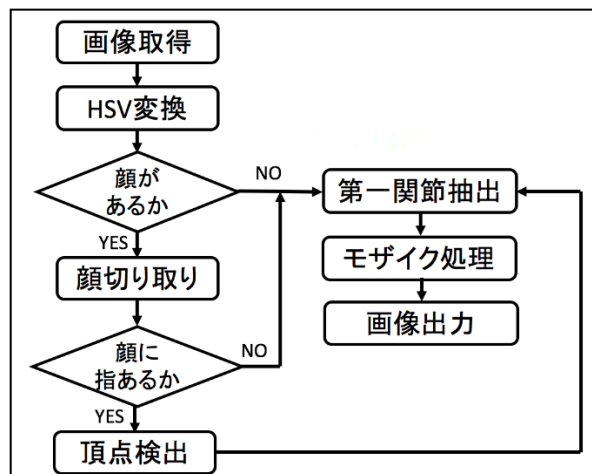 画像取得
HSV変換
顔が
あるか
NO
YES
顔切り取り
顔に
指あるか
NO
YES
頂点検出
第一関節抽出
モザイク処理
画像出力